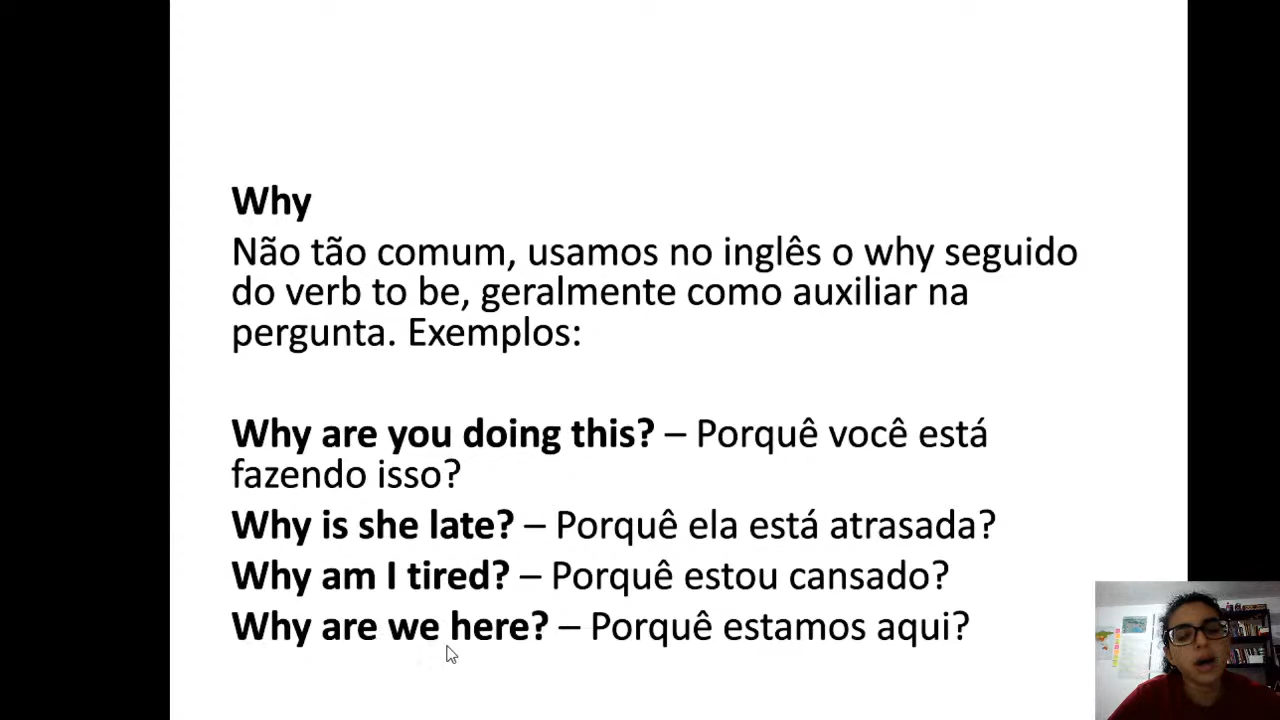 Why
Não tão comum, usamos no inglês o why seguido
do verb to be, geralmente como auxiliar na
pergunta. Exemplos:
Why are you doing this? – Porquê você está
fazendo isso?
Why is she late? – Porquê ela está atrasada?
Why am I tired? – Porquê estou cansado?
Why are we here? – Porquê estamos aqui?